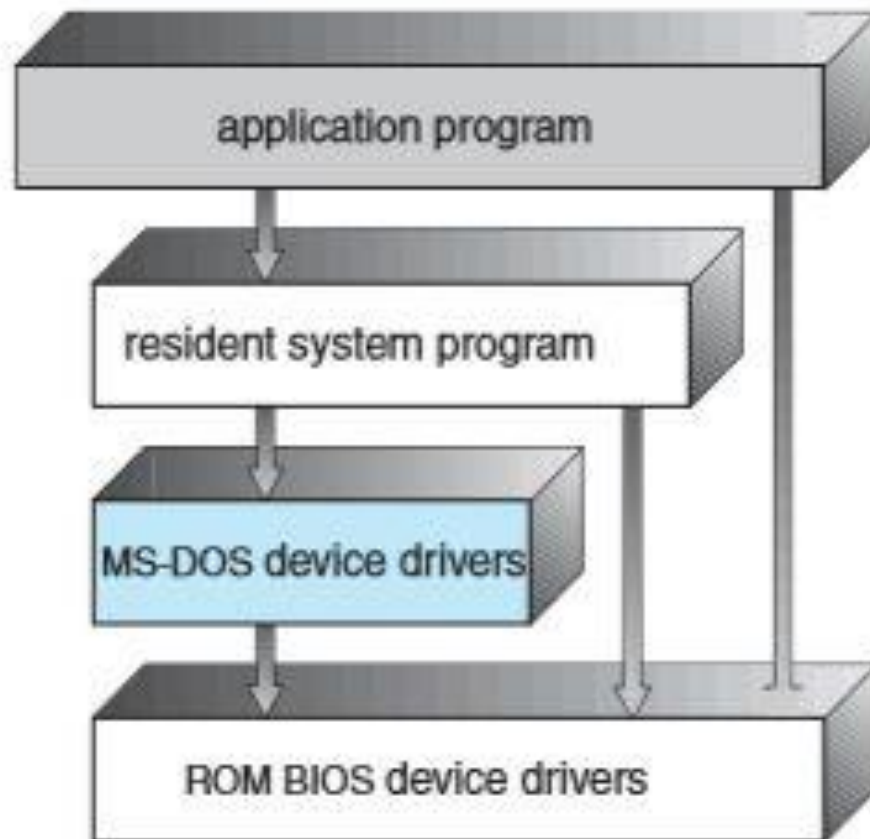 application program
resident system program
MS-DOS device drivers
ROM BIOS device drivers